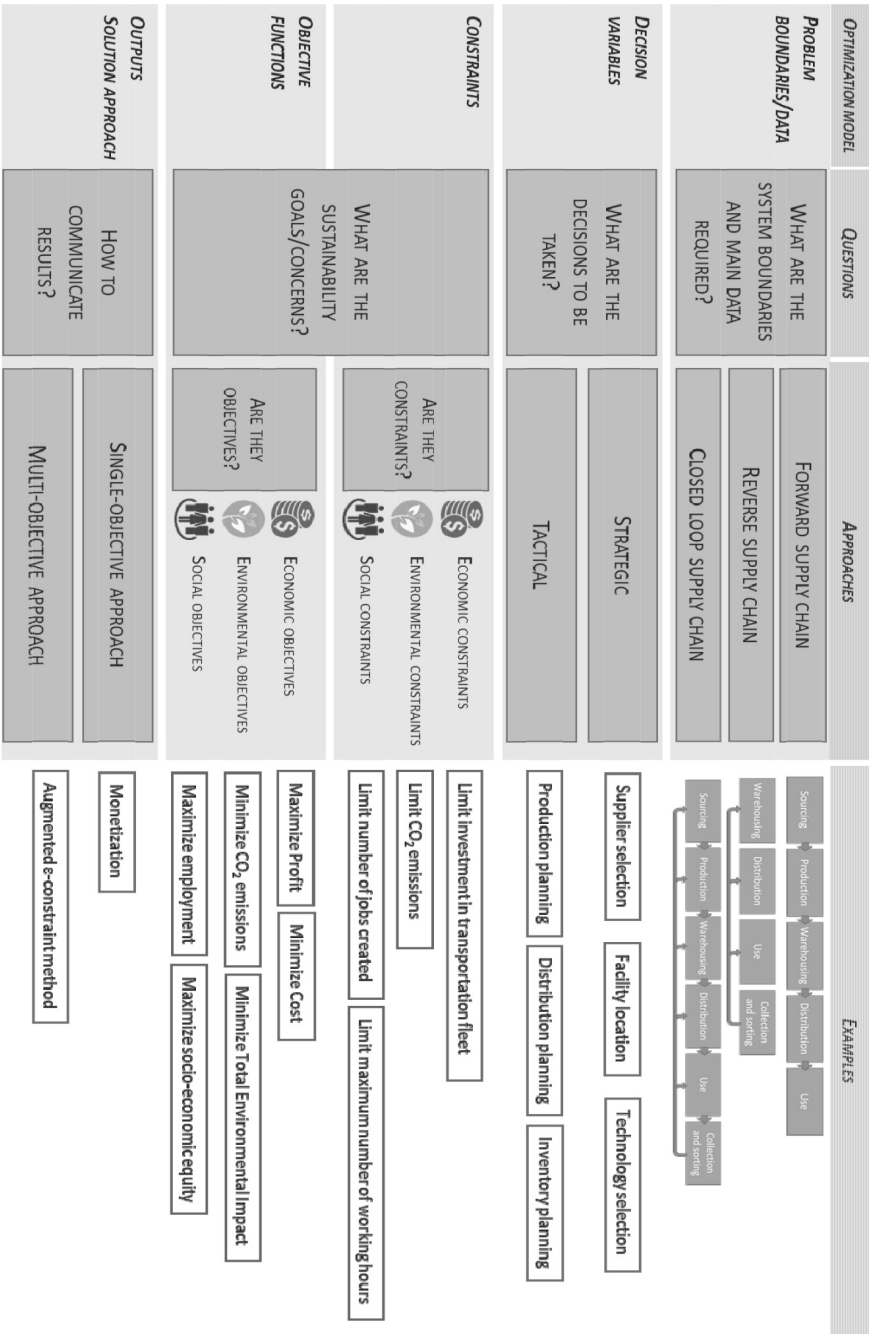 OPTIMIZATION MODEL
QUESTIONS
APPROACHES
EXAMPLES
PROBLEM
BOUNDARIES/DATA
WHAT ARE THE
SYSTEM BOUNDARIES
AND MAIN DATA
REQUIRED?
FORWARD SUPPLY CHAIN
Sourcing
Production
Warehousing
Distribution
Use
REVERSE SUPPLY CHAIN
Warehousing
Distribution
Use
Collection
and sorting
CLOSED LOOP SUPPLY CHAIN
Sourcing
Production
Warehousing
Distribution
Use
Collection
and sorting
DECISION
VARIABLES
WHAT ARE THE
DECISIONS TO BE
TAKEN?
STRATEGIC
Supplier selection
Facility location
Technology selection
TACTICAL
Production planning
Distribution planning
Inventory planning
CONSTRAINTS
WHAT ARE THE
SUSTAINABILITY
GOALS/CONCERNS?
ARE THEY
CONSTRAINTS?
ECONOMIC CONSTRAINTS
Limit investment in transportation fleet
ENVIRONMENTAL CONSTRAINTS
Limit CO₂ emissions
SOCIAL CONSTRAINTS
Limit number of jobs created
Limit maximum number of working hours
OBJECTIVE
FUNCTIONS
ARE THEY
OBJECTIVES?
ECONOMIC OBJECTIVES
Maximize Profit
Minimize Cost
ENVIRONMENTAL OBJECTIVES
Minimize CO₂ emissions
Minimize Total Environmental Impact
SOCIAL OBJECTIVES
Maximize employment
Maximize socio-economic equity
OUTPUTS
SOLUTION APPROACH
HOW TO
COMMUNICATE
RESULTS?
SINGLE-OBJECTIVE APPROACH
Monetization
MULTI-OBJECTIVE APPROACH
Augmented ε-constraint method